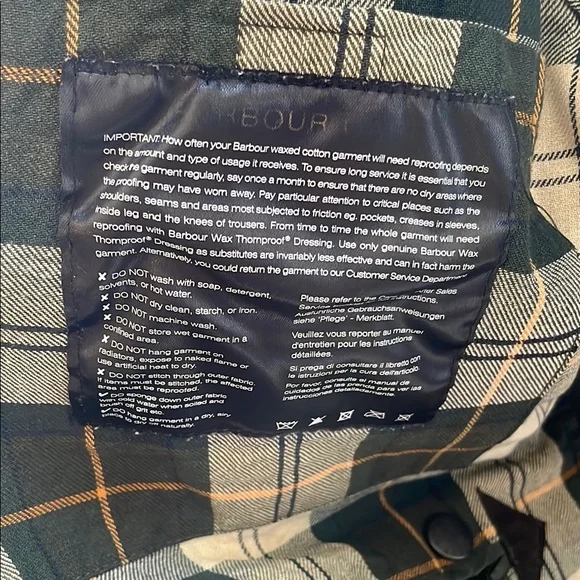 RBOUR
IMPORTANT: How often your Barbour waxed cotton garment will need reproofing depends
on the amount and type of usage it receives. To ensure long service it is essential that you
check the garment regularly, say once a month to ensure that there are no dry areas where
the proofing may have worn away. Pay particular attention to critical places such as the
shoulders, seams and areas most subjected to friction eg. pockets, creases in sleeves,
inside leg and the knees of trousers. From time to time the whole garment will need
reproofing with Barbour Wax Thornproof® Dressing. Use only genuine Barbour Wax
Thornproof® Dressing as substitutes are invariably less effective and can in fact harm the
garment. Alternatively, you could return the garment to our Customer Service Department
✗ DO NOT wash with soap, detergent,
solvents, or hot water.
✗ DO NOT dry clean, starch, or iron.
✗ DO NOT machine wash.
✗ DO NOT store wet garment in a
confined area.
✗ DO NOT hang garment on
radiators, expose to naked flame or
use artificial heat to dry.
✗ DO NOT stitch through outer fabric.
If items must be stitched, the affected
area must be reproofed.
✓ DO sponge down outer fabric
with cold water when soiled and
brush off grit etc.
✓ DO hang garment in a dry, airy
place to dry off naturally.
After Sales
Please refer to the
Ausführliche Gebrauchsanweisungen
siehe 'Pflege' - Merkblatt.
Veuillez vous reporter au manuel
d'entretien pour les instructions
détaillées.
Si prega di consultare il libretto con
le istruzioni per la cura dell'articolo.
Por favor, consulte el manual de
cuidados de las prendas para ver las
instrucciones detalladas.